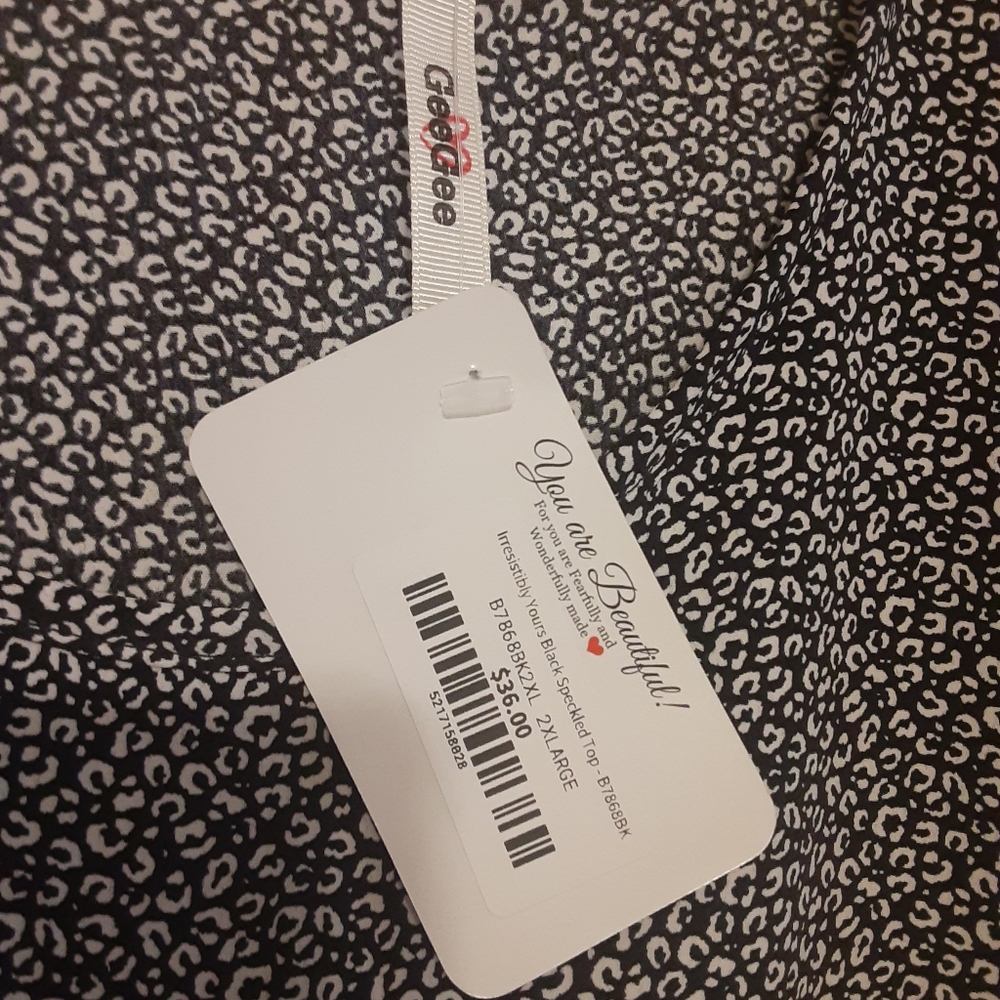 GeeGee
You are Beautiful!
For you are Fearfully and
Wonderfully made
Irresistibly Yours Black Speckled Top - B7868BK
B7868BK2XL 2XLARGE
$36.00
5217158028